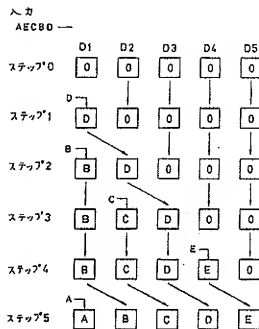 入力
AECBD
D1 D2 D3 D4 D5
ステップ0 0 0 0 0 0
D
ステップ1 D 0 0 0 0
B
ステップ2 B D 0 0 0
C
ステップ3 B C D 0 0
E
ステップ4 B C D E 0
A
ステップ5 A B C D E